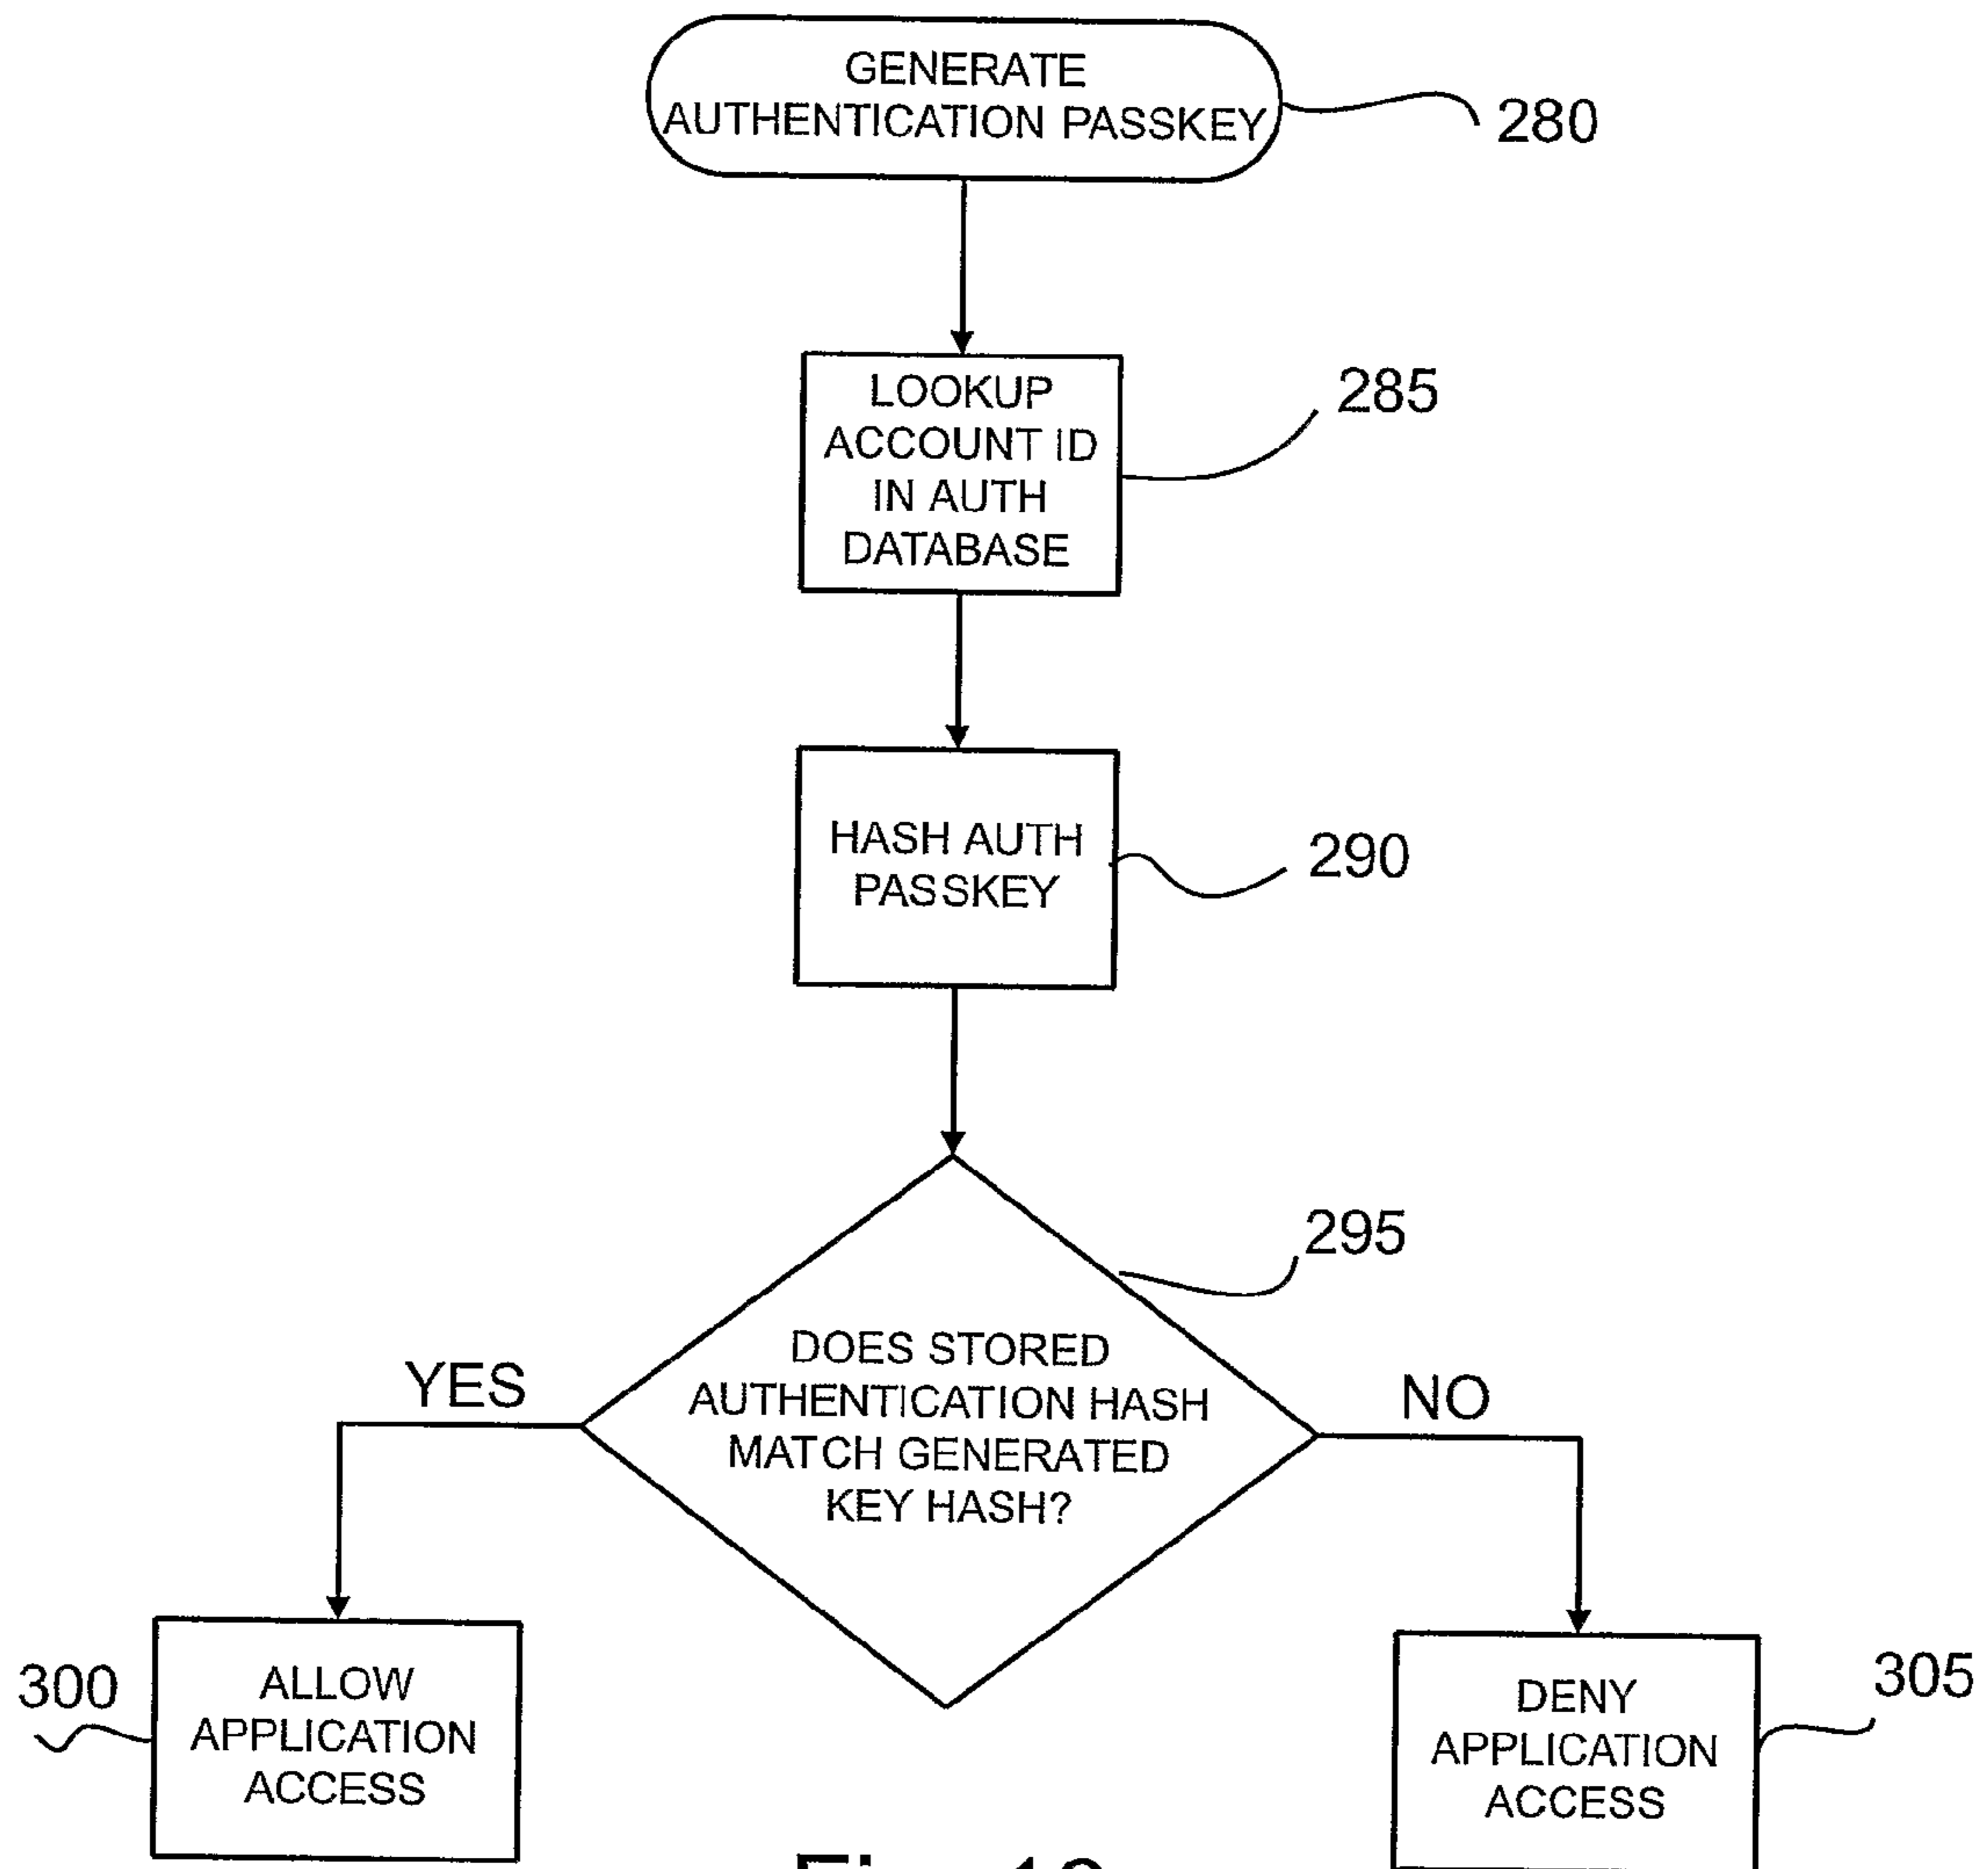 GENERATE
AUTHENTICATION PASSKEY
280
LOOKUP
ACCOUNT ID
IN AUTH
DATABASE
285
HASH AUTH
PASSKEY
290
295
DOES STORED
AUTHENTICATION HASH
MATCH GENERATED
KEY HASH?
YES
NO
300
ALLOW
APPLICATION
ACCESS
305
DENY
APPLICATION
ACCESS